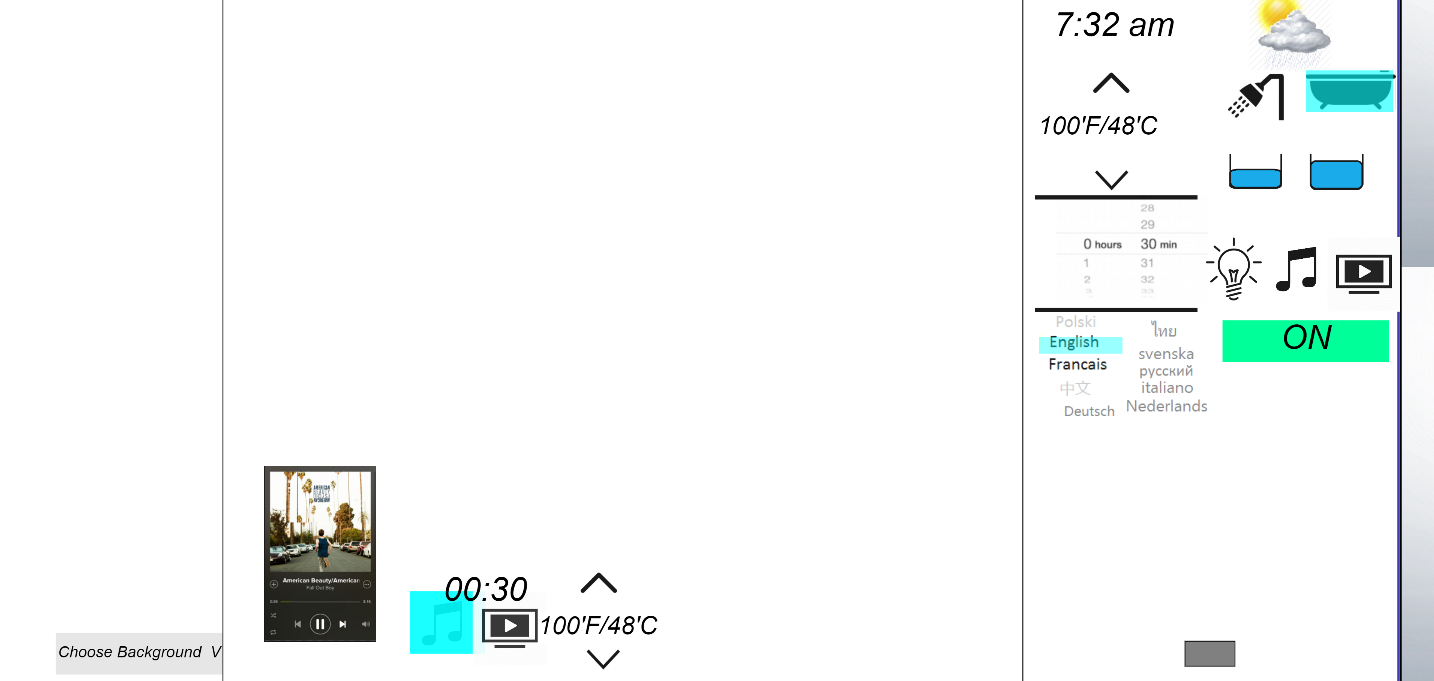 7:32 am
100'F/48'C
28
29
0 hours 30 min
1 31
2 32
3 33
ON
Polski
English
Francais
中文
Deutsch
ไทย
svenska
русский
italiano
Nederlands
American Beauty/American
Fall Out Boy
00:30
100'F/48'C
Choose Background V